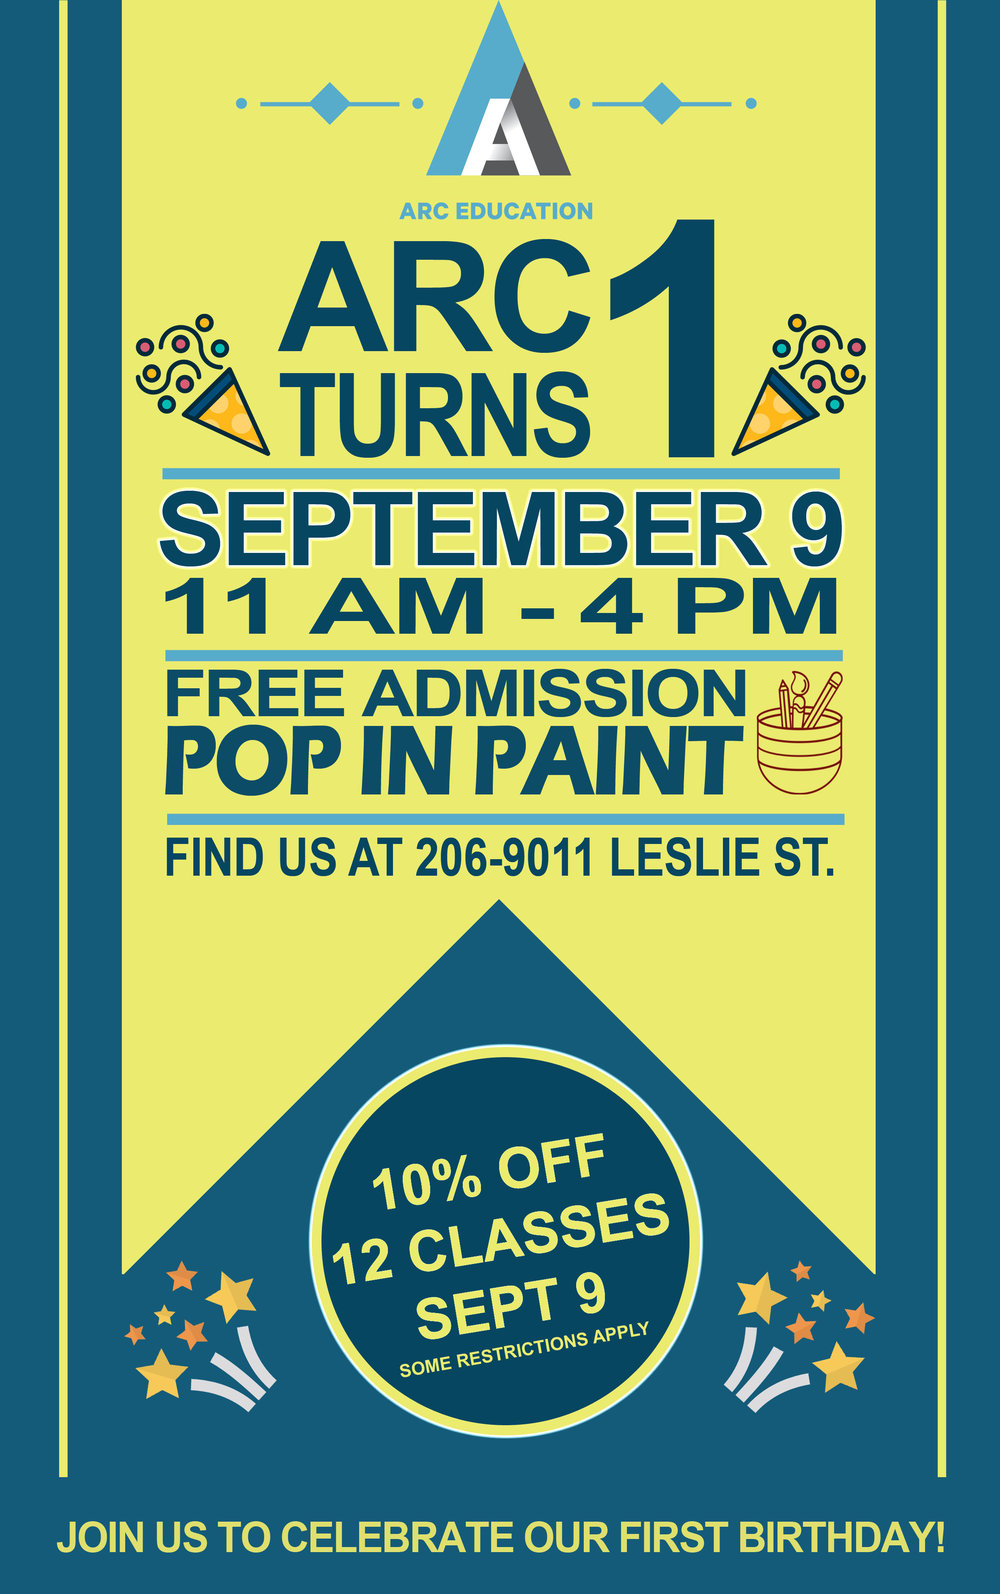 A
ARC EDUCATION
ARC 1
TURNS
SEPTEMBER 9
11 AM - 4 PM
FREE ADMISSION
POP IN PAINT
FIND US AT 206-9011 LESLIE ST.
10% OFF
12 CLASSES
SEPT 9
SOME RESTRICTIONS APPLY
JOIN US TO CELEBRATE OUR FIRST BIRTHDAY!